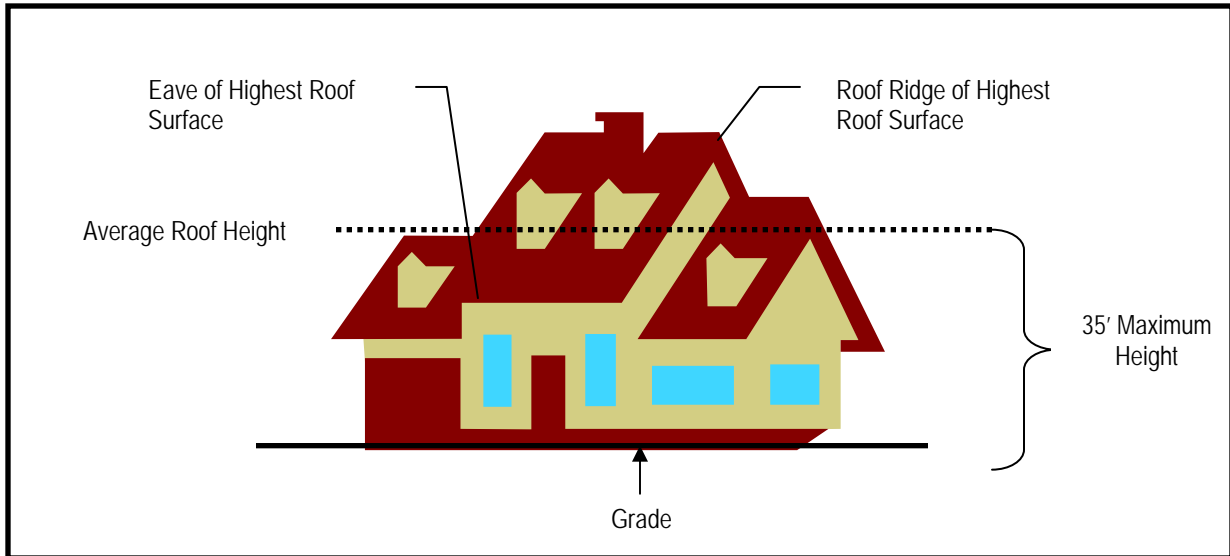 Eave of Highest Roof
Surface
Roof Ridge of Highest
Roof Surface
Average Roof Height
35' Maximum
Height
Grade